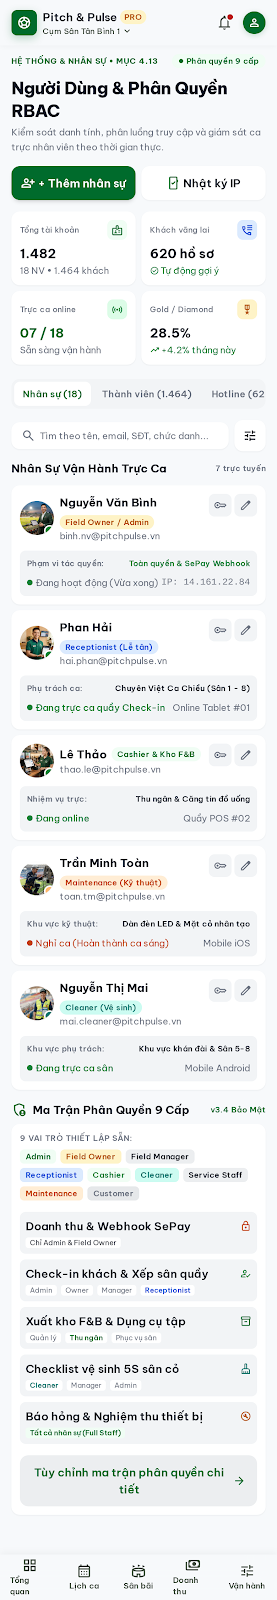 Pitch & Pulse PRO
Cụm Sân Tân Bình 1
HỆ THỐNG & NHÂN SỰ • MỤC 4.13
Phân quyền 9 cấp
Người Dùng & Phân Quyền
RBAC
Kiểm soát danh tính, phân luồng truy cập và giám sát ca
trực nhân viên theo thời gian thực.
+ Thêm nhân sự
Nhật ký IP
Tổng tài khoản
1.482
18 NV • 1.464 khách
Khách vãng lai
620 hồ sơ
Tự động gợi ý
Trực ca online
07 / 18
Sẵn sàng vận hành
Gold / Diamond
28.5%
+4.2% tháng này
Nhân sự (18)
Thành viên (1.464)
Hotline (62
Tìm theo tên, email, SĐT, chức danh...
Nhân Sự Vận Hành Trực Ca
7 trực tuyến
Nguyễn Văn Bình
Field Owner / Admin
binh.nv@pitchpulse.vn
Phạm vi tác quyền:
Toàn quyền & SePay Webhook
Đang hoạt động (Vừa xong)
IP: 14.161.22.84
Phan Hải
Receptionist (Lễ tân)
hai.phan@pitchpulse.vn
Phụ trách ca:
Chuyên Việt Ca Chiều (Sân 1 - 8)
Đang trực ca quầy Check-in
Online Tablet #01
Lê Thảo
Cashier & Kho F&B
thao.le@pitchpulse.vn
Nhiệm vụ trực:
Thu ngân & Căng tin đồ uống
Đang online
Quầy POS #02
Trần Minh Toàn
Maintenance (Kỹ thuật)
toan.tm@pitchpulse.vn
Khu vực kỹ thuật:
Dàn đèn LED & Mặt cỏ nhân tạo
Nghỉ ca (Hoàn thành ca sáng)
Mobile iOS
Nguyễn Thị Mai
Cleaner (Vệ sinh)
mai.cleaner@pitchpulse.vn
Khu vực phụ trách:
Khu vực khán đài & Sân 5-8
Đang trực ca sân
Mobile Android
Ma Trận Phân Quyền 9 Cấp
v3.4 Bảo Mật
9 VAI TRÒ THIẾT LẬP SẴN:
Admin
Field Owner
Field Manager
Receptionist
Cashier
Cleaner
Service Staff
Maintenance
Customer
Doanh thu & Webhook SePay
Chỉ Admin & Field Owner
Check-in khách & Xếp sân quầy
Admin
Owner
Manager
Receptionist
Xuất kho F&B & Dụng cụ tập
Quản lý
Thu ngân
Phục vụ sân
Checklist vệ sinh 5S sân cỏ
Cleaner
Manager
Admin
Báo hỏng & Nghiệm thu thiết bị
Tất cả nhân sự (Full Staff)
Tùy chỉnh ma trận phân quyền chi
tiết
Tổng
quan
Lịch ca
Sân bãi
Doanh
thu
Vận hành